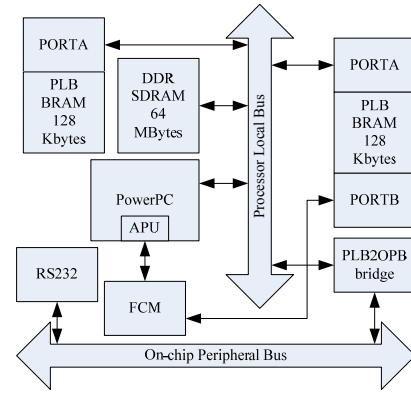 PORTA
PLB
BRAM
128
Kbytes
DDR
SDRAM
64
MBytes
Processor Local Bus
PORTA
PLB
BRAM
128
Kbytes
PORTB
PowerPC
APU
RS232
FCM
PLB2OPB
bridge
On-chip Peripheral Bus